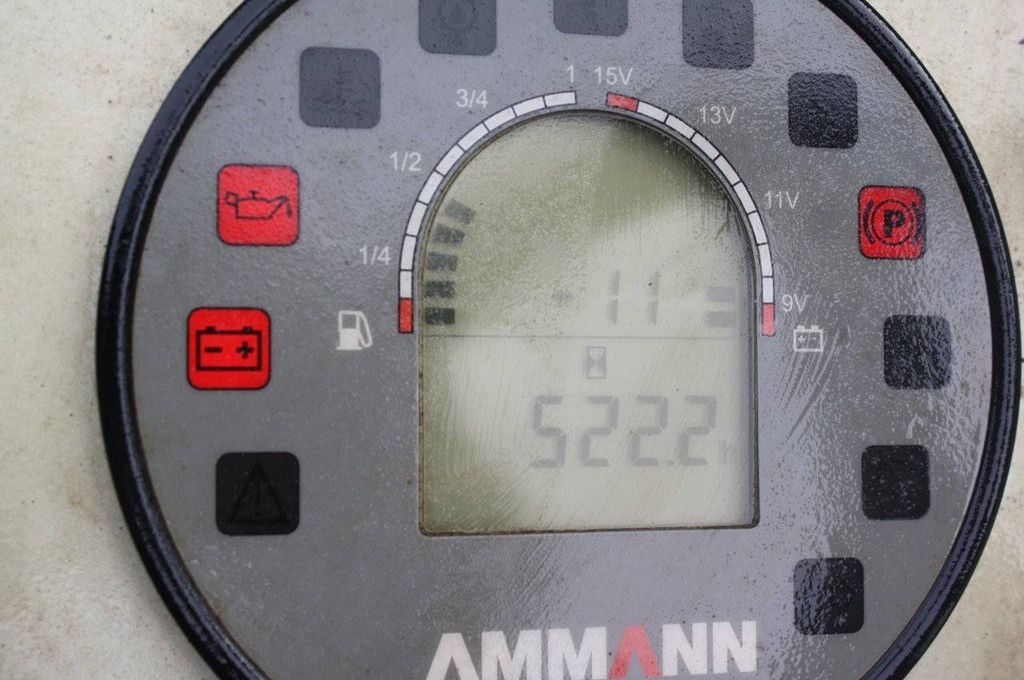 1 15V
3/4 13V
1/2
11V
1/4
9V
11
P
522.2 h
AMMANN